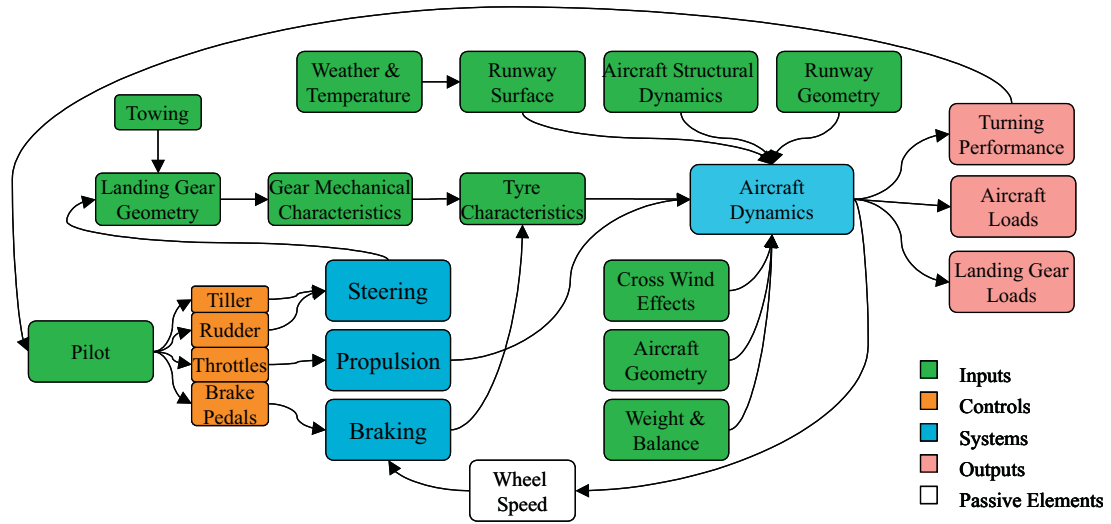 Weather &
Temperature
Runway
Surface
Aircraft Structural
Dynamics
Runway
Geometry
Towing
Turning
Performance
Landing Gear
Geometry
Gear Mechanical
Characteristics
Tyre
Characteristics
Aircraft
Dynamics
Aircraft
Loads
Landing Gear
Loads
Steering
Cross Wind
Effects
Tiller
Rudder
Throttles
Brake
Pedals
Pilot
Propulsion
Aircraft
Geometry
Braking
Weight &
Balance
Wheel
Speed
Inputs
Controls
Systems
Outputs
Passive Elements